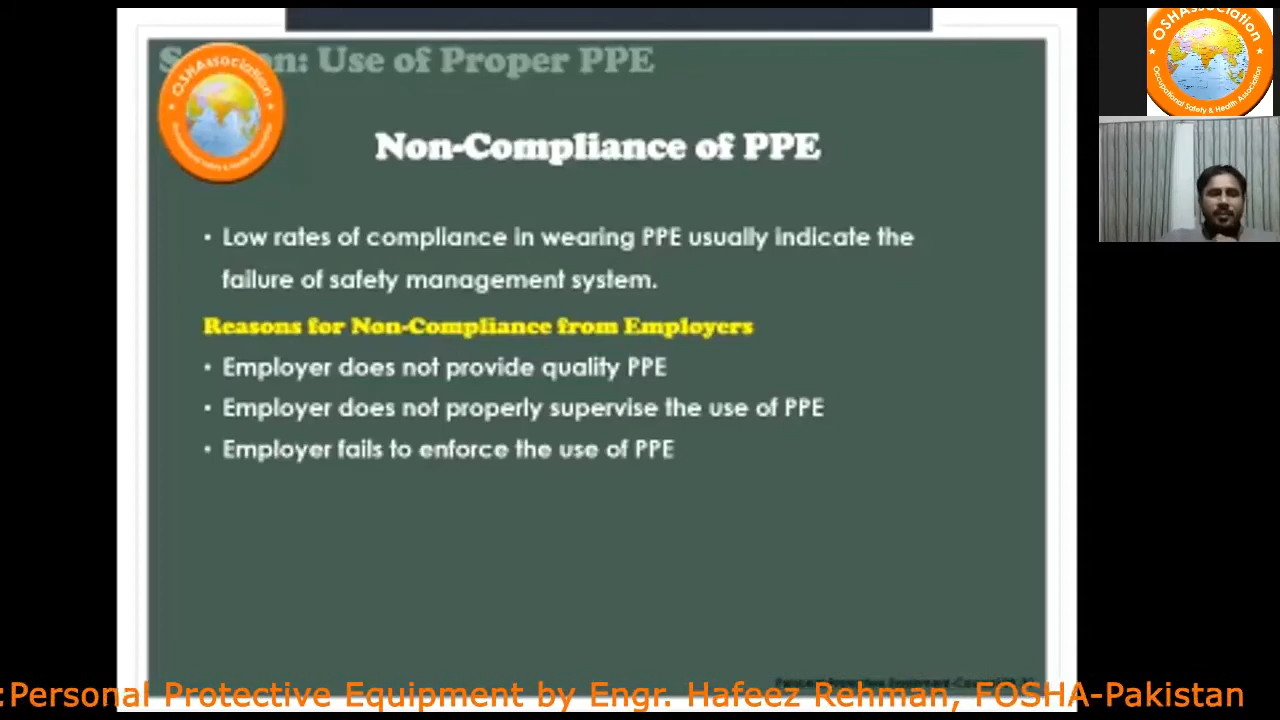 Use of Proper PPE
OSHAssociation
Non-Compliance of PPE
• Low rates of compliance in wearing PPE usually indicate the
failure of safety management system.
Reasons for Non-Compliance from Employers
• Employer does not provide quality PPE
• Employer does not properly supervise the use of PPE
• Employer fails to enforce the use of PPE
:Personal Protective Equipment by Engr. Hafeez Rehman, FOSHA-Pakistan
OSHAssociation
Occupational Safety & Health Association